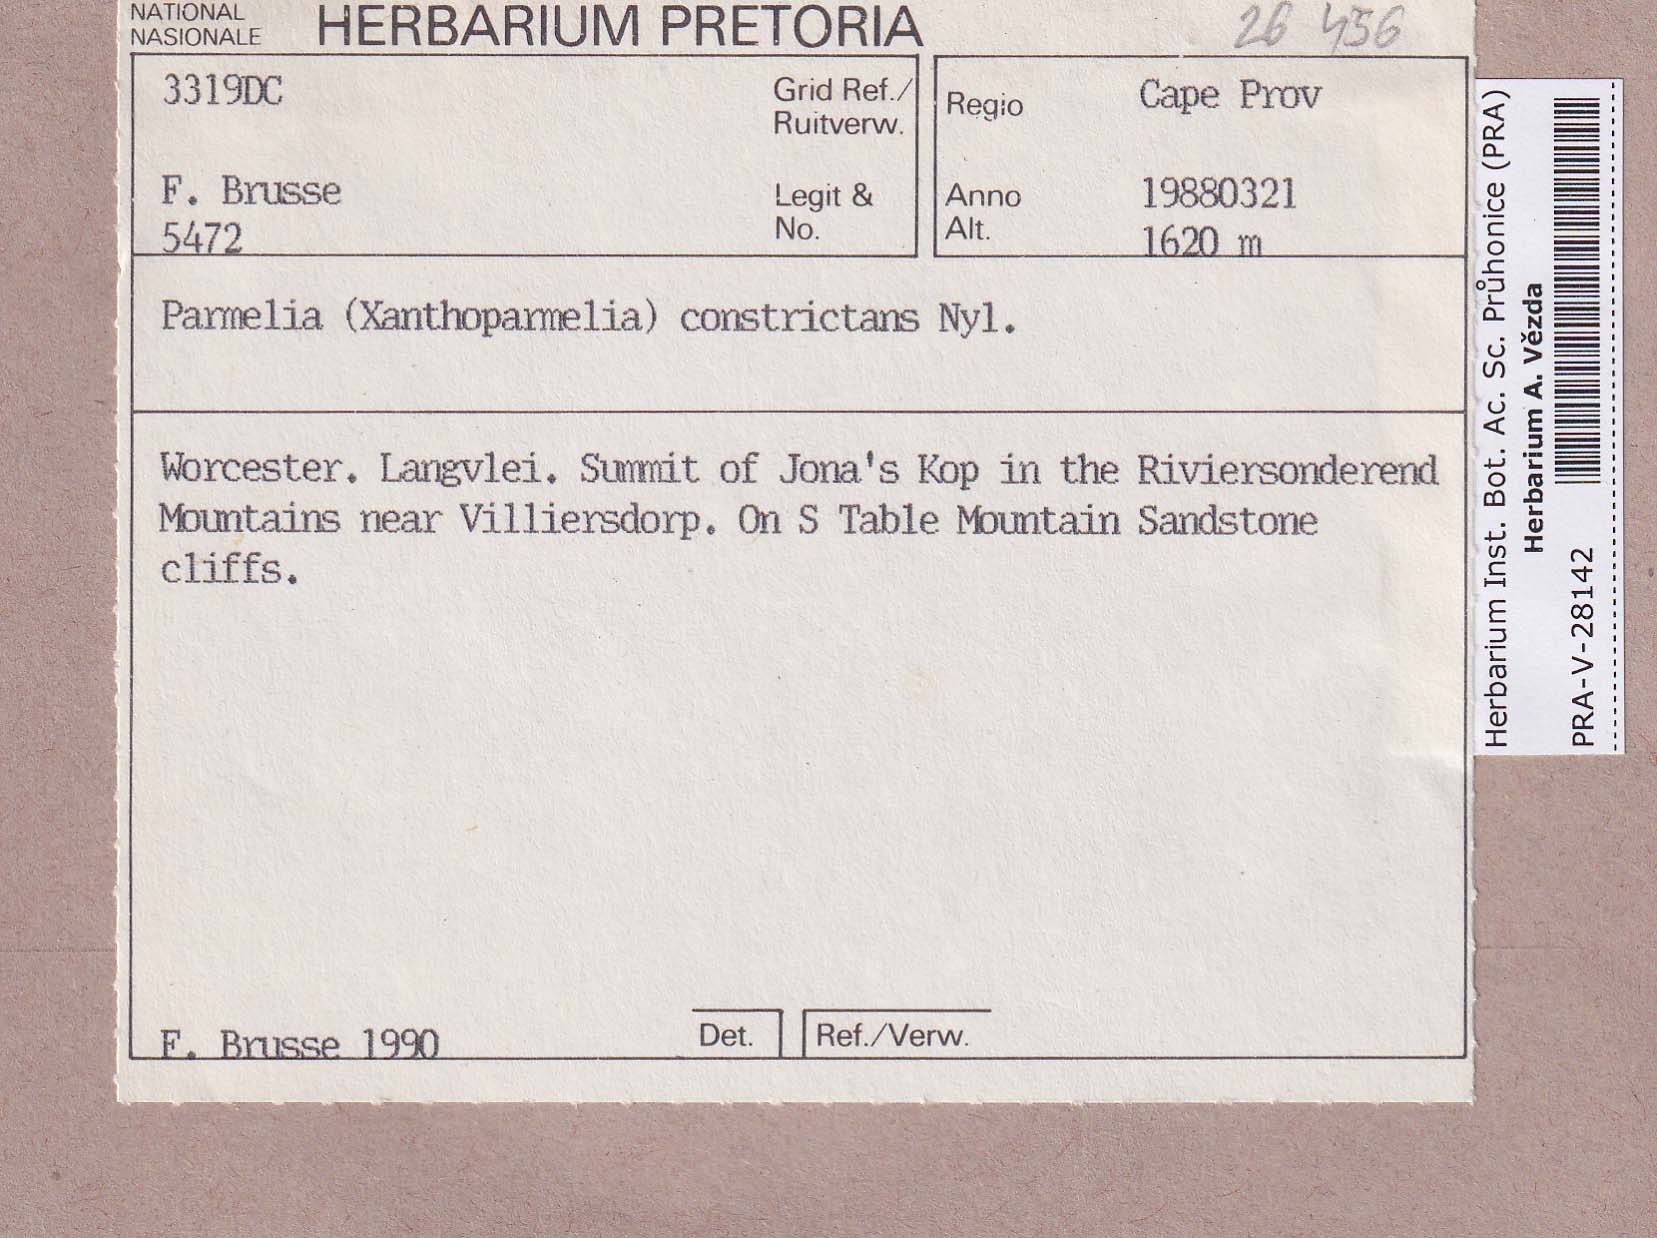 NATIONAL
NASIONALE
HERBARIUM PRETORIA
26 456
3319DC
Grid Ref./
Ruitverw.
F. Brusse
5472
Legit &
No.
Regio
Cape Prov
Anno
19880321
Alt.
1620 m
Parmelia (Xanthoparmelia) constrictans Nyl.
Worcester. Langvlei. Summit of Jona's Kop in the Riviersonderend
Mountains near Villiersdorp. On S Table Mountain Sandstone
cliffs.
F. Brusse 1990
Det.
Ref./Verw.
Herbarium Inst. Bot. Ac. Sc. Průhonice (PRA)
Herbarium A. Vězda
PRA-V-28142